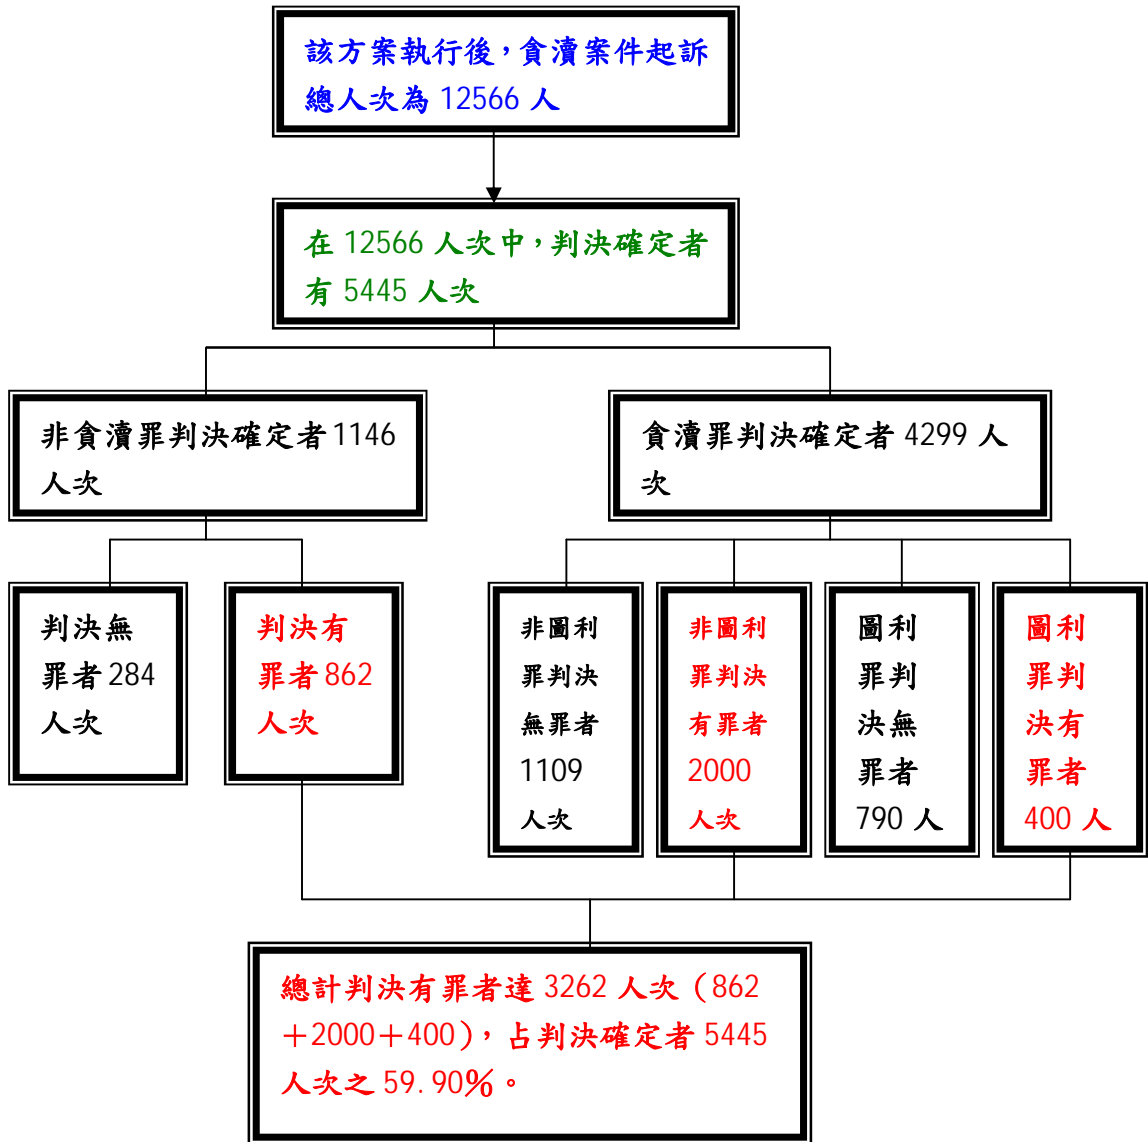 該方案執行後，貪瀆案件起訴
總人次為 12566 人
在 12566 人次中，判決確定者
有 5445 人次
非貪瀆罪判決確定者 1146
人次
貪瀆罪判決確定者 4299 人
次
判決無
罪者 284
人次
判決有
罪者 862
人次
非圖利
罪判決
無罪者
1109
人次
非圖利
罪判決
有罪者
2000
人次
圖利
罪判
決無
罪者
790 人
圖利
罪判
決有
罪者
400 人
總計判決有罪者達 3262 人次（862
＋2000＋400），占判決確定者 5445
人次之 59.90％。